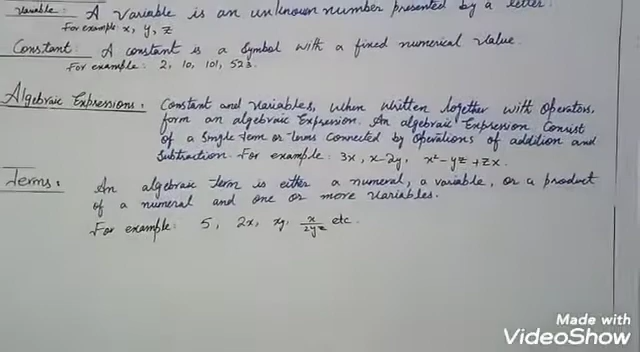 Variable: A Variable is an unknown number presented by a letter.
For example x, y, z
Constant: A constant is a Symbol with a fixed numerical value.
For example: 2, 10, 101, 523.
Algebraic Expressions: Constant and variables, when written together with operators,
form an algebraic Expression. An algebraic Expression Consist
of a single term or terms connected by operations of addition and
Subtraction. For example: 3x, x-2y, x²-yz+zx.
Terms: An algebraic term is either a numeral, a variable, or a product
of a numeral and one or more variables.
For example: 5, 2x, xy, x/2yz etc.
Made with
VideoShow